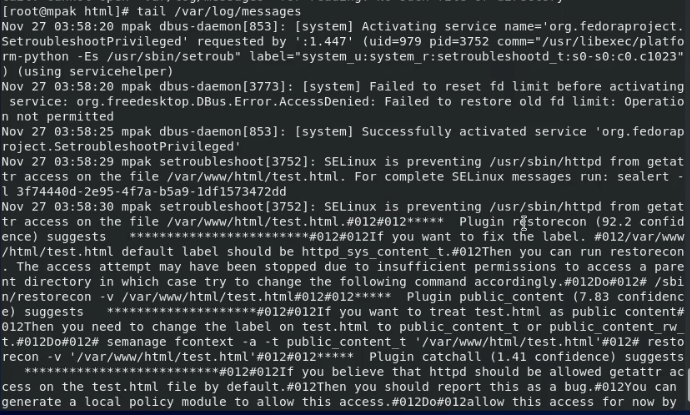 [root@mpak html]# tail /var/log/messages
Nov 27 03:58:20 mpak dbus-daemon[853]: [system] Activating service name='org.fedoraproject.
SetroubleshootPrivileged' requested by ':1.447' (uid=979 pid=3752 comm="/usr/libexec/platfo
rm-python -Es /usr/sbin/setroub" label="system_u:system_r:setroubleshootd_t:s0-s0:c0.c1023"
) (using servicehelper)
Nov 27 03:58:20 mpak dbus-daemon[3773]: [system] Failed to reset fd limit before activating
 service: org.freedesktop.DBus.Error.AccessDenied: Failed to restore old fd limit: Operatio
n not permitted
Nov 27 03:58:25 mpak dbus-daemon[853]: [system] Successfully activated service 'org.fedorap
roject.SetroubleshootPrivileged'
Nov 27 03:58:29 mpak setroubleshoot[3752]: SELinux is preventing /usr/sbin/httpd from getat
tr access on the file /var/www/html/test.html. For complete SELinux messages run: sealert -
l 3f74440d-2e95-4f7a-b5a9-1df1573472dd
Nov 27 03:58:30 mpak setroubleshoot[3752]: SELinux is preventing /usr/sbin/httpd from getat
tr access on the file /var/www/html/test.html.#012#012*****  Plugin restorecon (92.2 confid
ence) suggests   ************************#012#012If you want to fix the label. #012/var/www
/html/test.html default label should be httpd_sys_content_t.#012Then you can run restorecon
. The access attempt may have been stopped due to insufficient permissions to access a pare
nt directory in which case try to change the following command accordingly.#012Do#012# /sbi
n/restorecon -v /var/www/html/test.html#012#012*****  Plugin public_content (7.83 confidenc
e) suggests   ********************#012#012If you want to treat test.html as public content#
012Then you need to change the label on test.html to public_content_t or public_content_rw_
t.#012Do#012# semanage fcontext -a -t public_content_t '/var/www/html/test.html'#012# resto
recon -v '/var/www/html/test.html'#012#012*****  Plugin catchall (1.41 confidence) suggests
   **************************#012#012If you believe that httpd should be allowed getattr ac
cess on the test.html file by default.#012Then you should report this as a bug.#012You can
generate a local policy module to allow this access.#012Do#012allow this access for now by